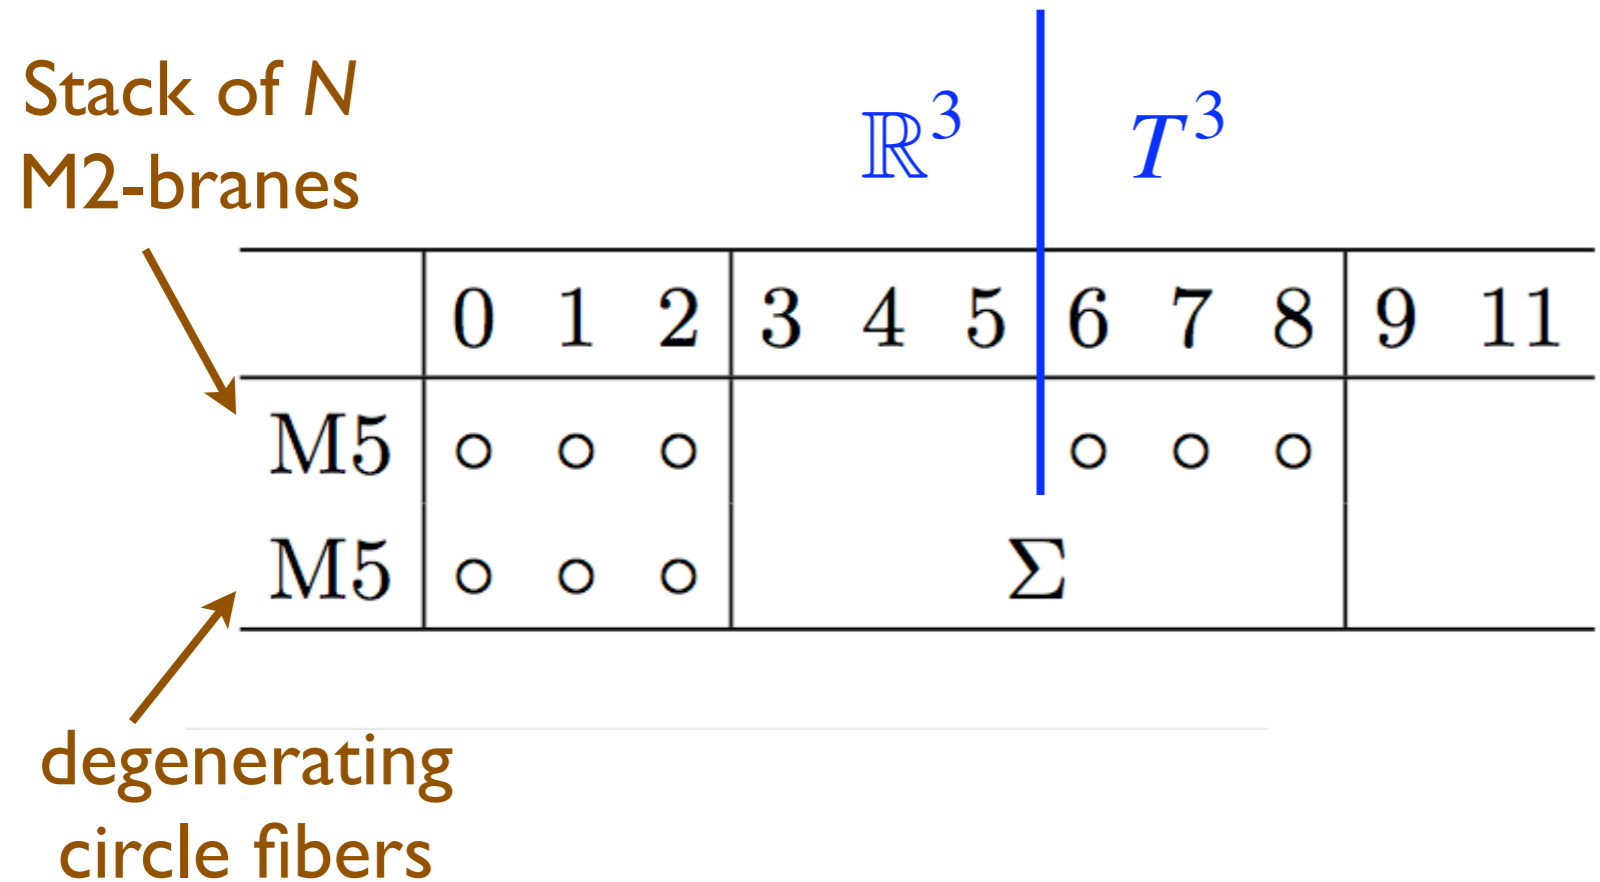 Stack of N
M2-branes
ℝ³ T³
0 1 2 3 4 5 6 7 8 9 11
M5 ∘ ∘ ∘ ∘ ∘ ∘
M5 ∘ ∘ ∘ Σ
degenerating
circle fibers